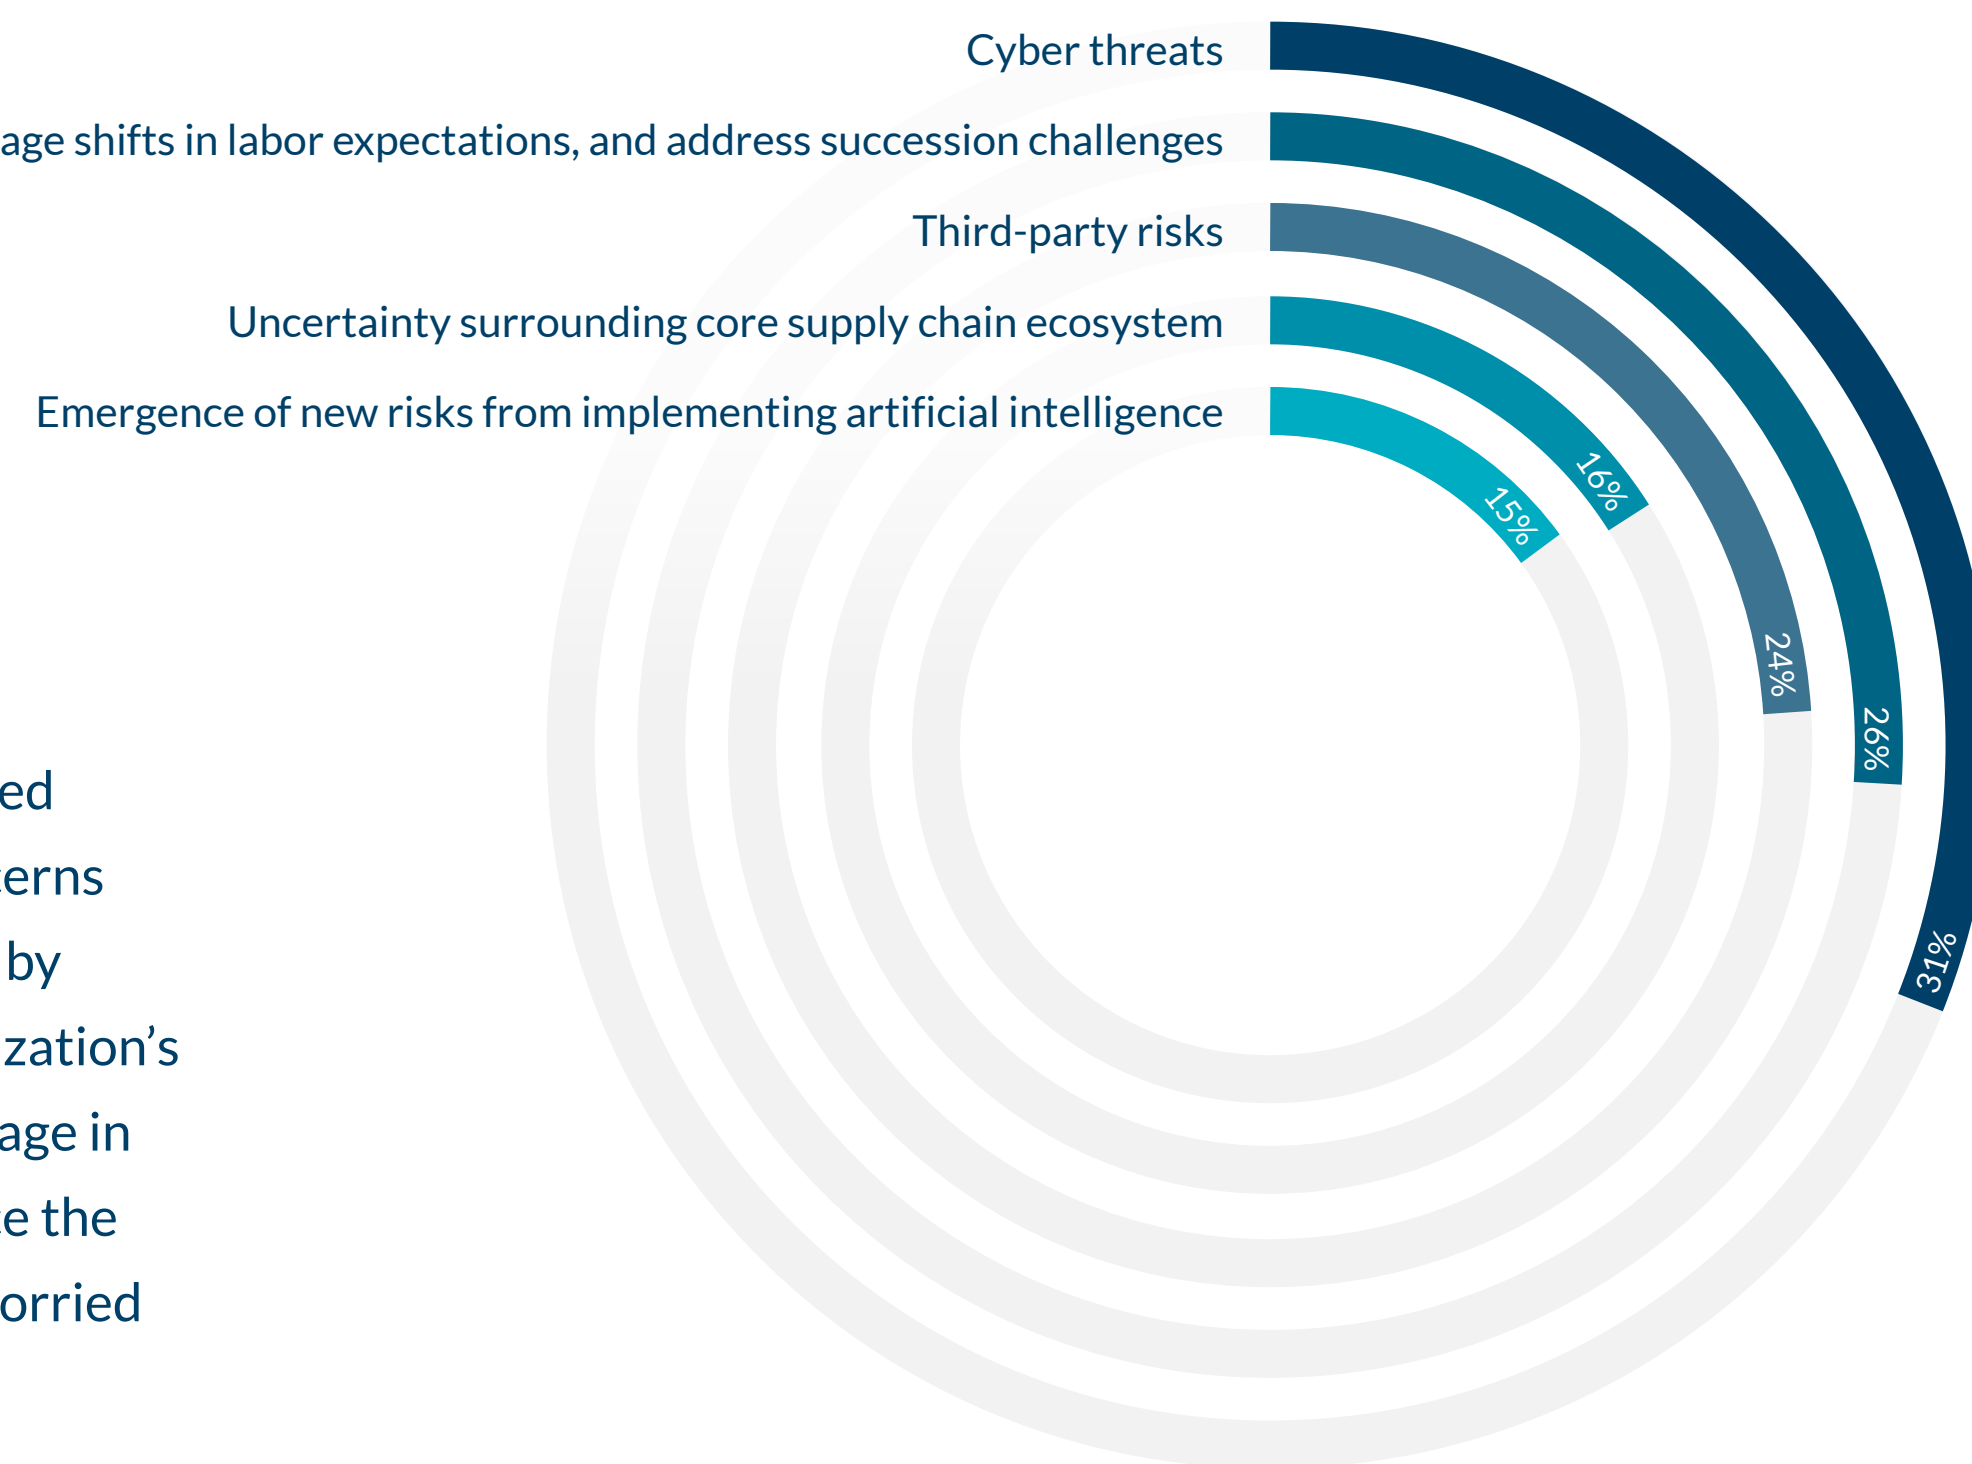 Cyber threats
age shifts in labor expectations, and address succession challenges
Third-party risks
Uncertainty surrounding core supply chain ecosystem
Emergence of new risks from implementing artificial intelligence
16%
15%
24%
26%
31%
ed
erns
by
zation’s
age in
e the
orried